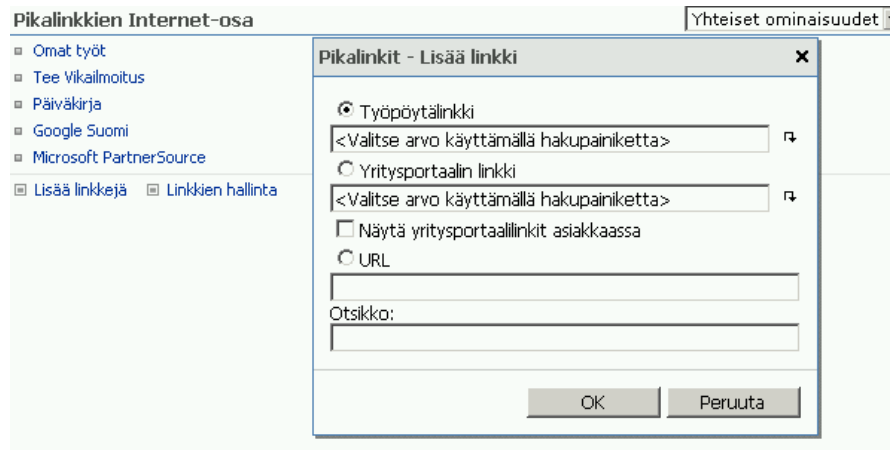 Pikalinkkien Internet-osa
Yhteiset ominaisuudet
Omat työt
Tee Vikailmoitus
Päiväkirja
Google Suomi
Microsoft PartnerSource
Lisää linkkejä
Linkkien hallinta
Pikalinkit - Lisää linkki
Työpöytälinkki
<Valitse arvo käyttämällä hakupainiketta>
Yritysportaalin linkki
<Valitse arvo käyttämällä hakupainiketta>
Näytä yritysportaalilinkit asiakkaassa
URL
Otsikko:
OK
Peruuta